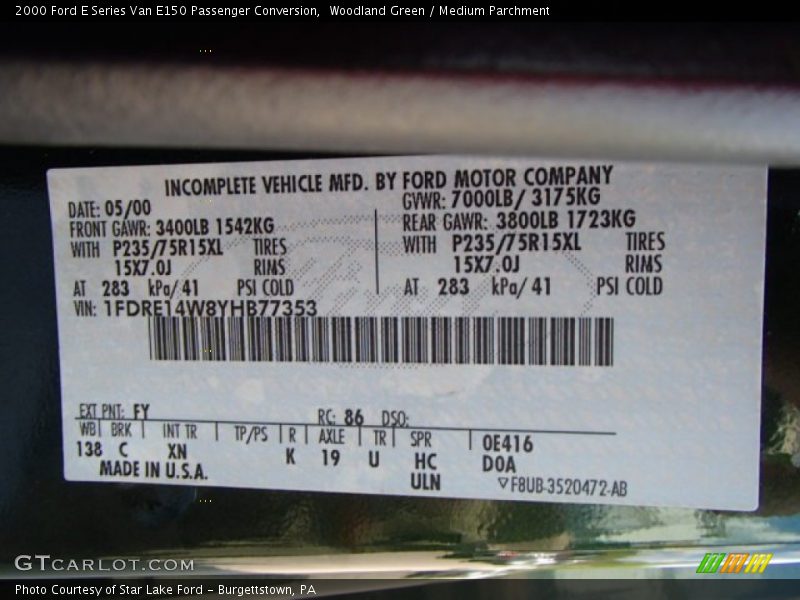 2000 Ford E Series Van E150 Passenger Conversion,  Woodland Green / Medium Parchment
INCOMPLETE VEHICLE MFD. BY FORD MOTOR COMPANY
DATE: 05/00
GVWR: 7000LB/ 3175KG
FRONT GAWR: 3400LB 1542KG
REAR GAWR: 3800LB 1723KG
WITH P235/75R15XL TIRES
WITH P235/75R15XL TIRES
15X7.0J RIMS
15X7.0J RIMS
AT 283 kPa/ 41 PSI COLD
AT 283 kPa/ 41 PSI COLD
VIN: 1FDRE14W8YHB77353
EXT PNT: FY RC: 86 DSO:
WB BRK INT TR TP/PS R AXLE TR SPR 0E416
138 C XN K 19 U HC DOA
MADE IN U.S.A. ULN ▽F8UB-3520472-AB
GTCARLOT.COM
Photo Courtesy of Star Lake Ford - Burgettstown, PA